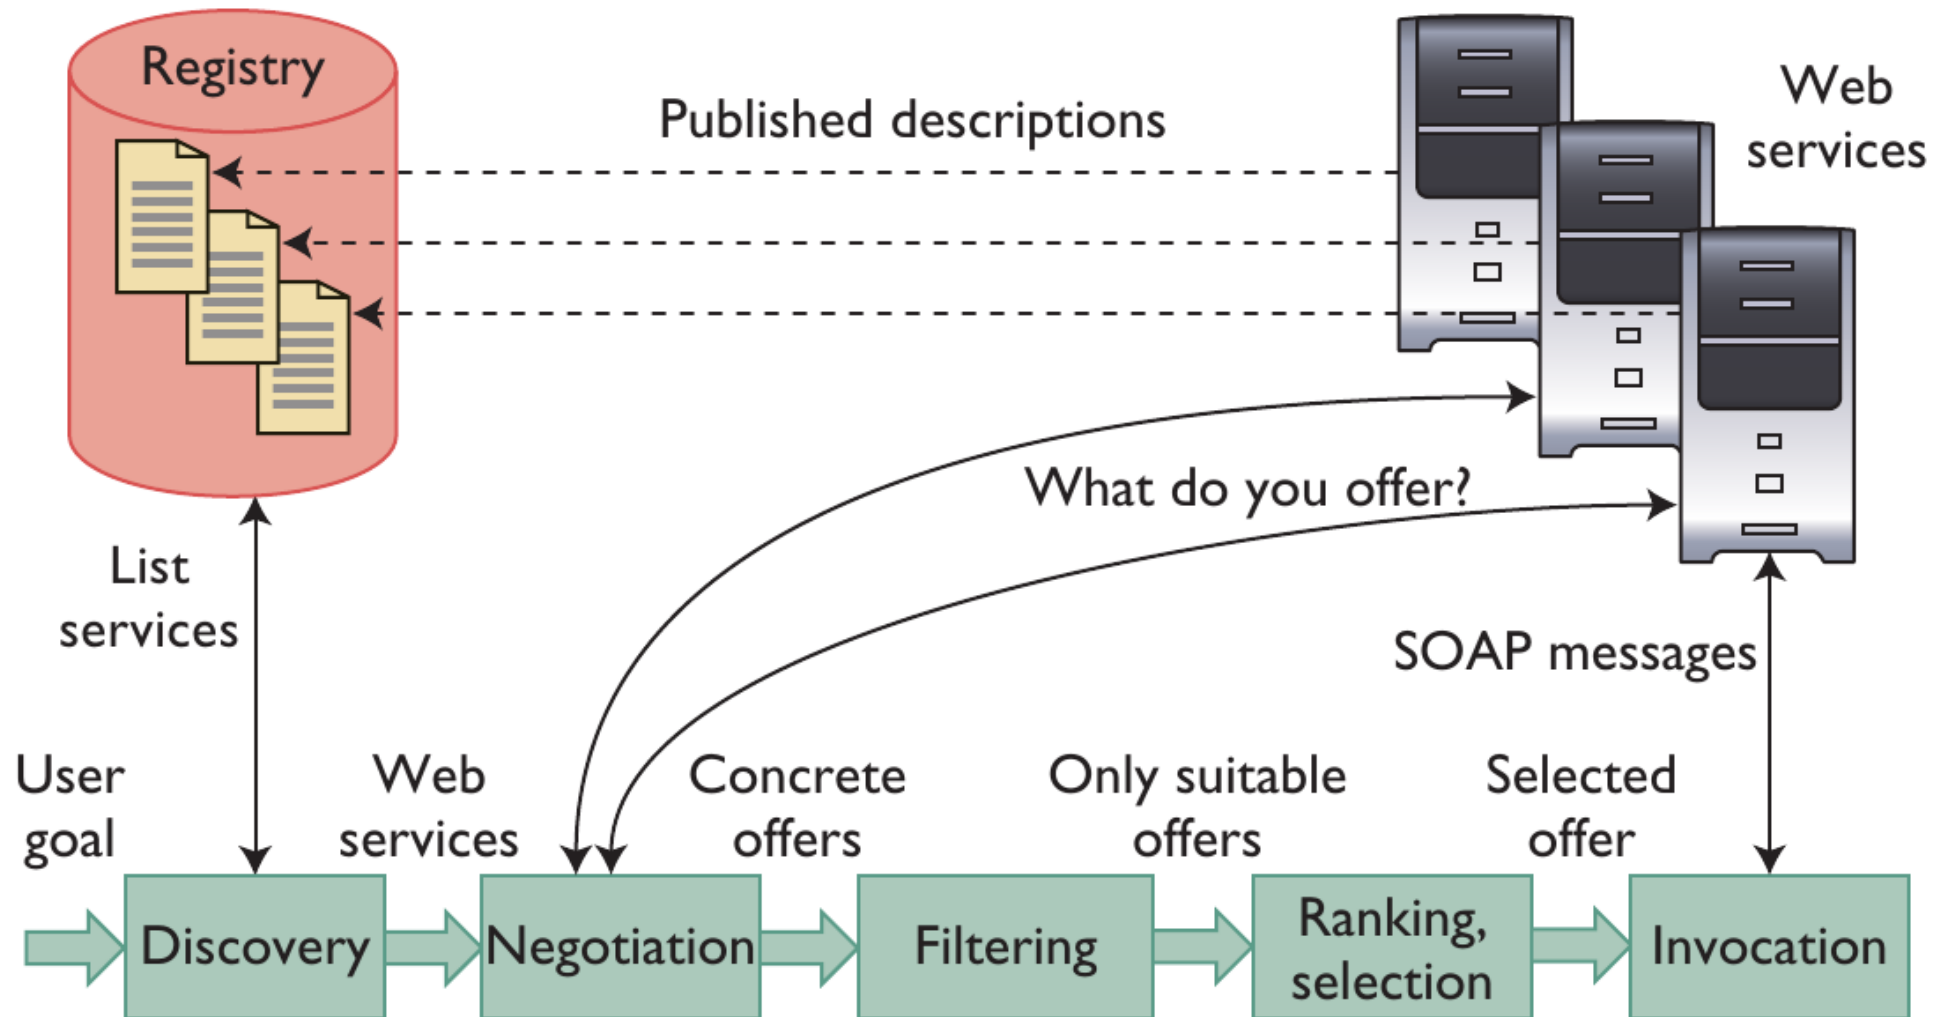 Registry
Published descriptions
Web
services
What do you offer?
List
services
SOAP messages
User
goal
Web
services
Concrete
offers
Only suitable
offers
Selected
offer
Discovery
Negotiation
Filtering
Ranking,
selection
Invocation